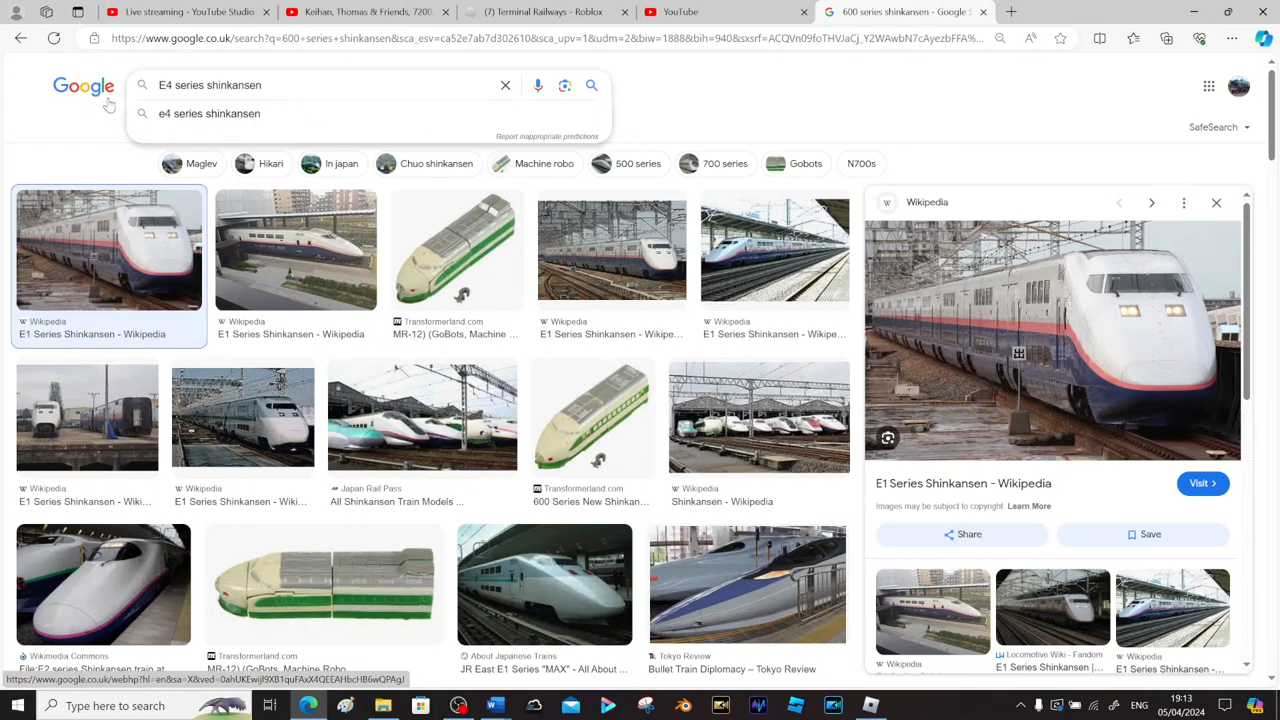 Live streaming - YouTube Studio
Keihan, Thomas & Friends, 7200.
(7) Terminal Railways - Roblox
YouTube
600 series shinkansen - Google S
https://www.google.co.uk/search?q=600+series+shinkansen&sca_esv=ca52e7ab7d302610&sca_upv=1&udm=2&biw=1888&bih=940&sxsrf=ACQVn09foTHVJaCj_Y2WAwbN7cAyezbFFA%...
Google
E4 series shinkansen
e4 series shinkansen
Report inappropriate predictions
SafeSearch
Maglev
Hikari
In japan
Chuo shinkansen
Machine robo
500 series
700 series
Gobots
N700s
Wikipedia
E1 Series Shinkansen - Wikipedia
Wikipedia
E1 Series Shinkansen - Wikipedia
Transformerland.com
MR-12) (GoBots, Machine ...
Wikipedia
E1 Series Shinkansen - Wikipe...
Wikipedia
E1 Series Shinkansen - Wikipe...
Wikipedia
E1 Series Shinkansen - Wiki...
Wikipedia
E1 Series Shinkansen - Wiki...
Japan Rail Pass
All Shinkansen Train Models ...
Transformerland.com
600 Series New Shinkan...
Wikipedia
Shinkansen - Wikipedia
Wikimedia Commons
File:E2 series Shinkansen train at
Transformerland.com
MR-12) (GoBots, Machine Robo
About Japanese Trains
JR East E1 Series "MAX" - All About ...
Tokyo Review
Bullet Train Diplomacy – Tokyo Review
Wikipedia
E1 Series Shinkansen - Wikipedia
Visit
Images may be subject to copyright. Learn More
Share
Save
Wikipedia
Locomotive Wiki - Fandom
E1 Series Shinkansen |...
Wikipedia
E1 Series Shinkansen -...
Type here to search
ENG
19:13
05/04/2024